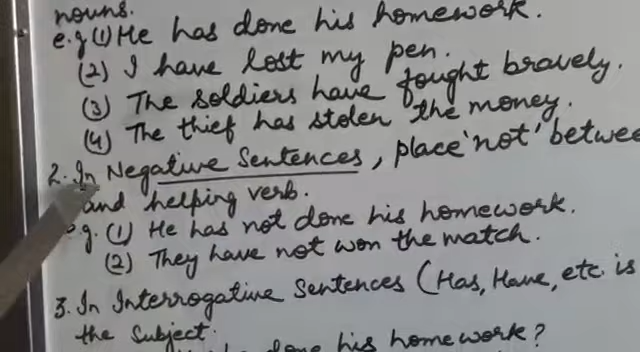 nouns.
e.g (1) He has done his homework.
(2) I have lost my pen.
(3) The soldiers have fought bravely.
(4) The thief has stolen the money.
2. In Negative Sentences, place 'not' betwee
and helping verb.
e.g. (1) He has not done his homework.
(2) They have not won the match.
3. In Interrogative Sentences (Has, Have, etc. is
the subject.
done his homework?